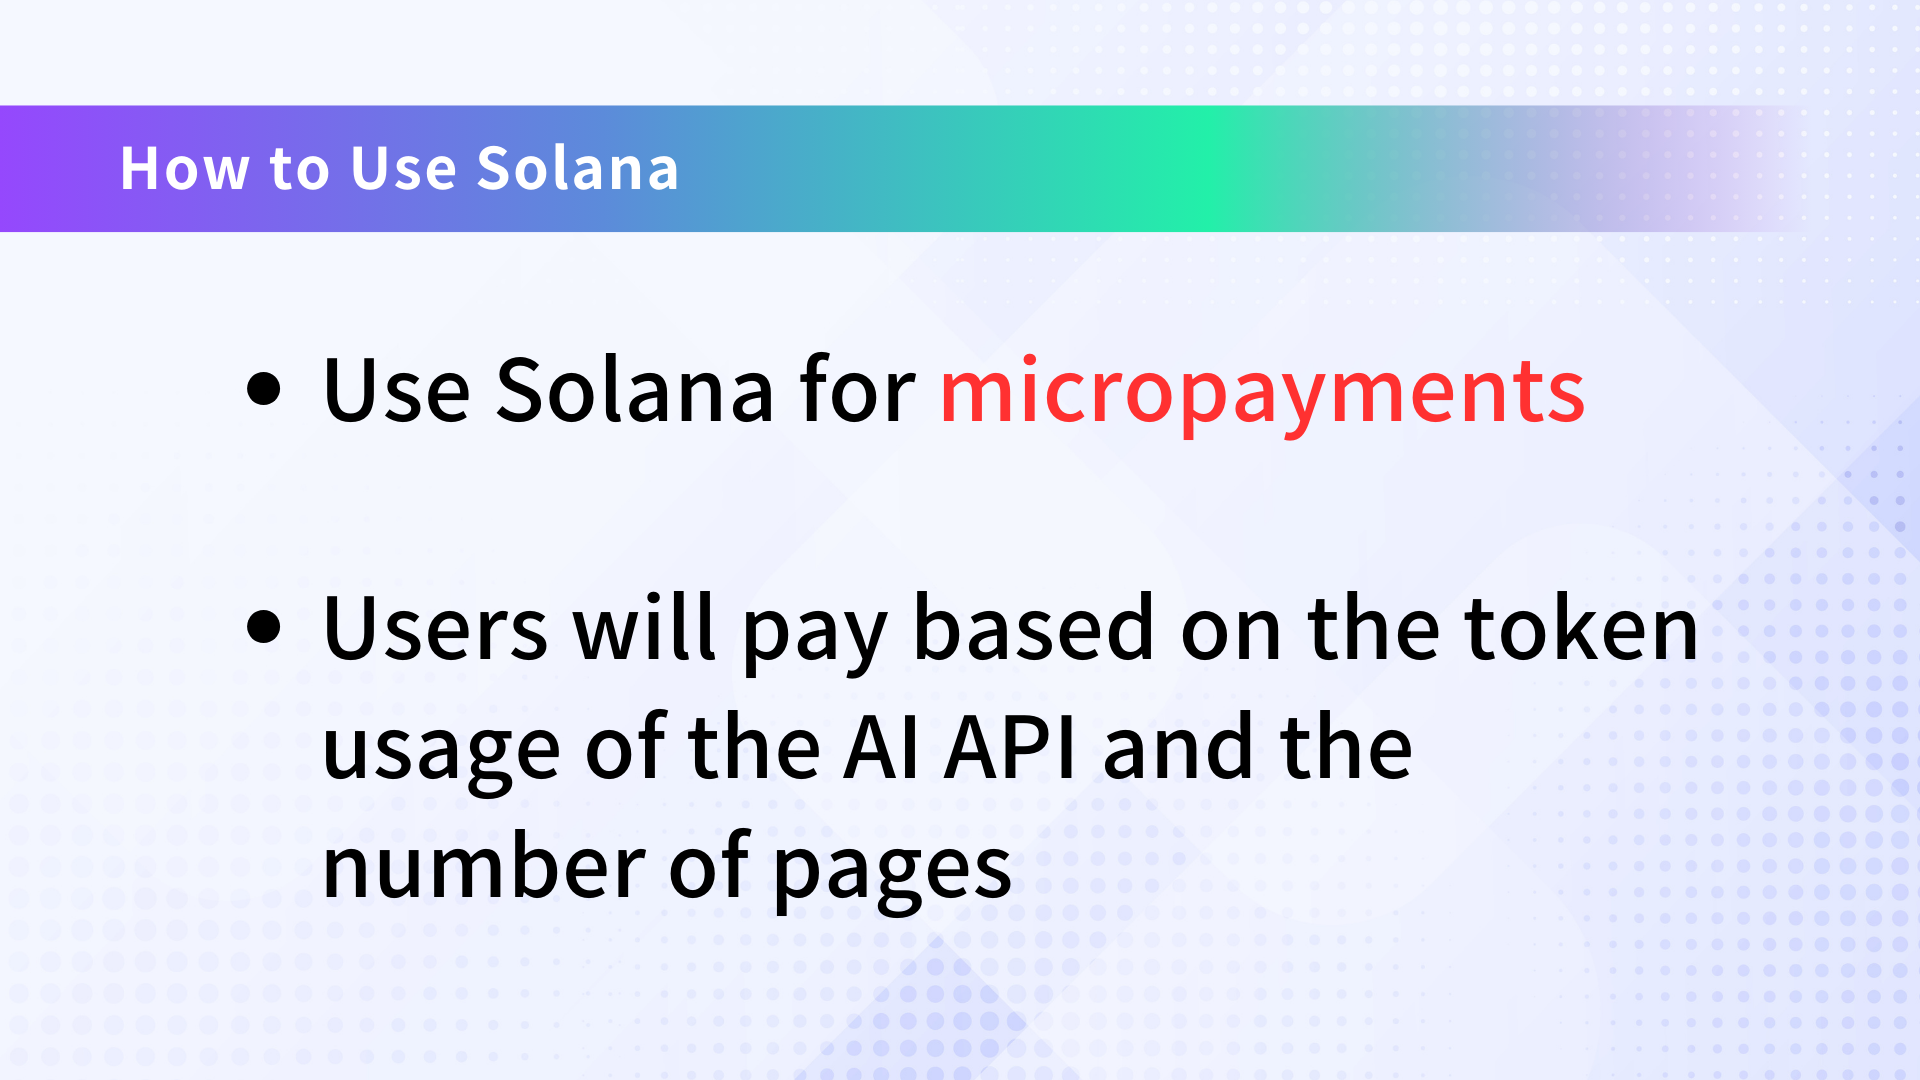 How to Use Solana
• Use Solana for micropayments
• Users will pay based on the token
usage of the AI API and the
number of pages